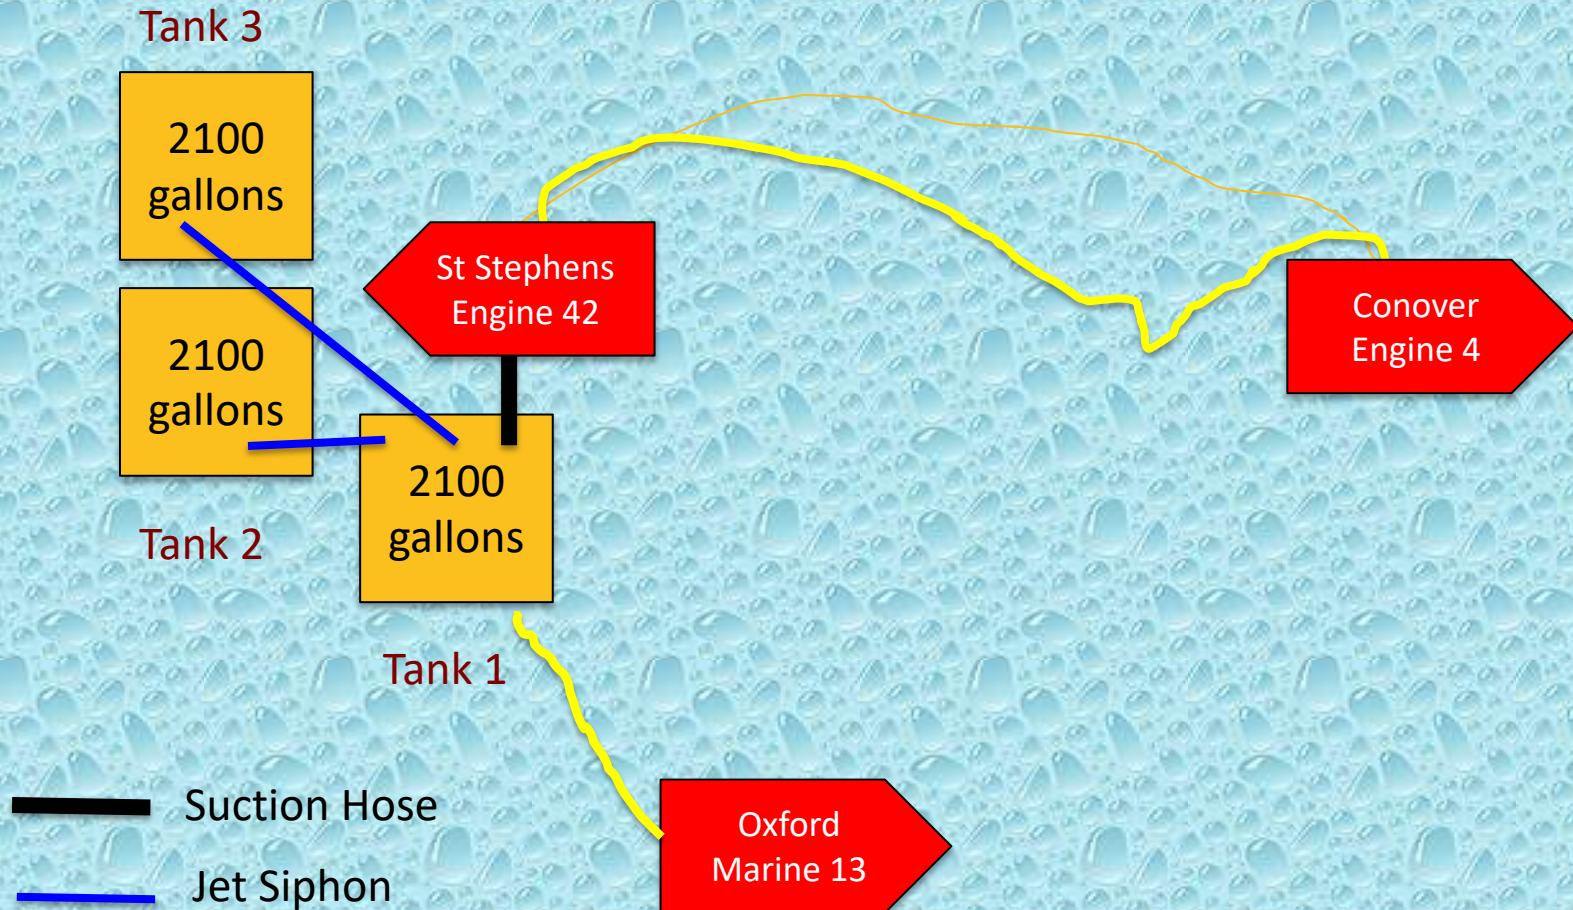 Tank 3
2100
gallons
St Stephens
Engine 42
Conover
Engine 4
2100
gallons
2100
gallons
Tank 2
Tank 1
Suction Hose
Oxford
Marine 13
Jet Siphon